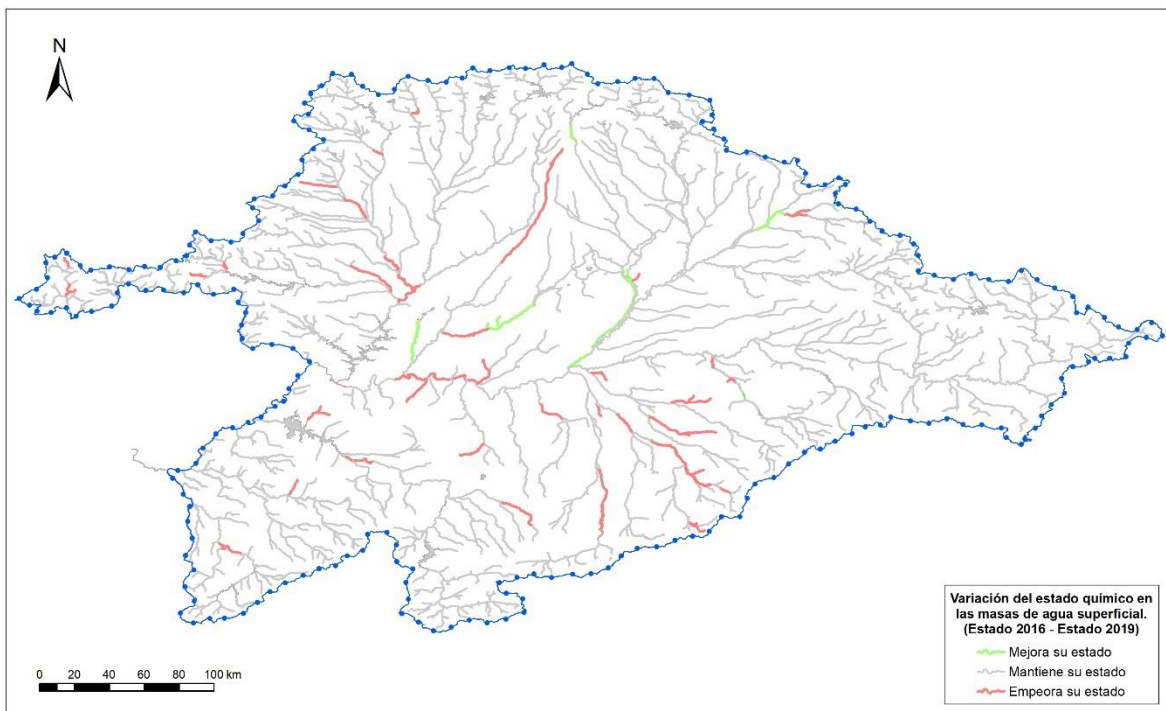 N
Variación del estado químico en
las masas de agua superficial.
(Estado 2016 - Estado 2019)
Mejora su estado
Mantiene su estado
Empeora su estado
0 20 40 60 80 100 km